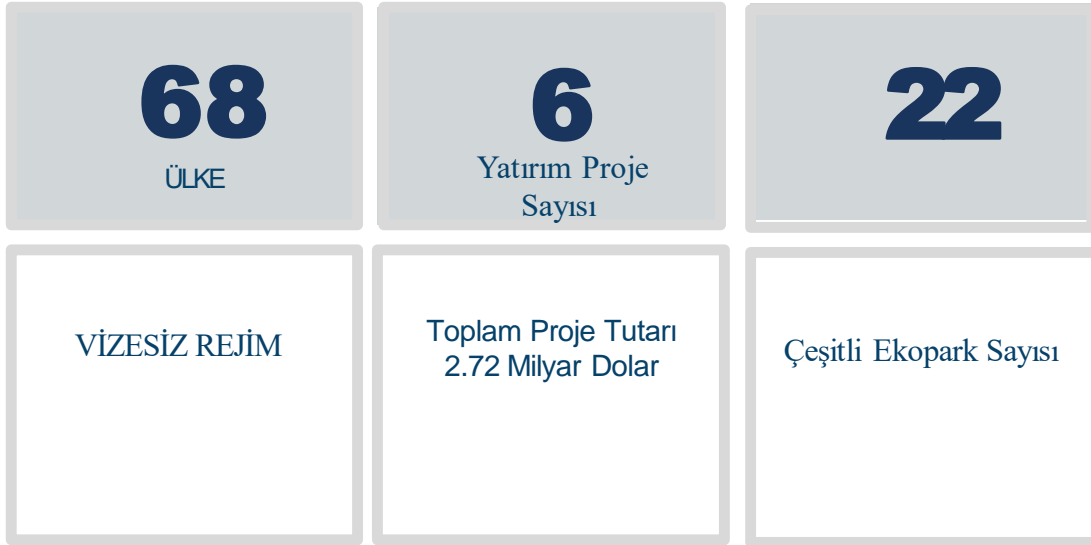 68
ÜLKE
6
Yatırım Proje
Sayısı
22
VİZESİZ REJİM
Toplam Proje Tutarı
2.72 Milyar Dolar
Çeşitli Ekopark Sayısı